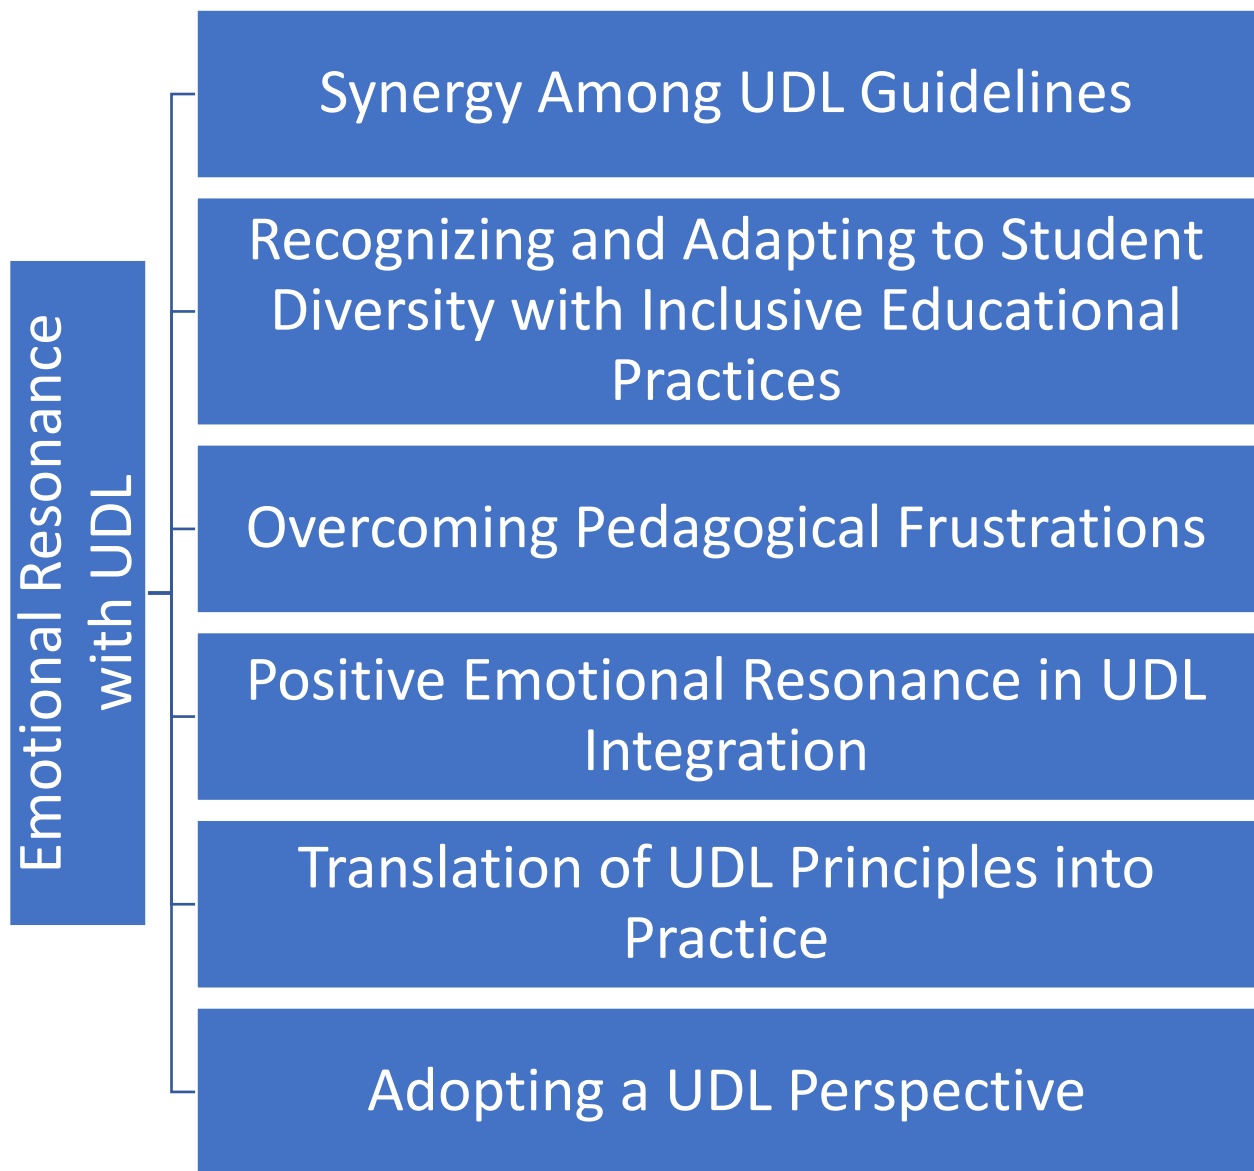 Emotional Resonance
with UDL
Synergy Among UDL Guidelines
Recognizing and Adapting to Student
Diversity with Inclusive Educational
Practices
Overcoming Pedagogical Frustrations
Positive Emotional Resonance in UDL
Integration
Translation of UDL Principles into
Practice
Adopting a UDL Perspective